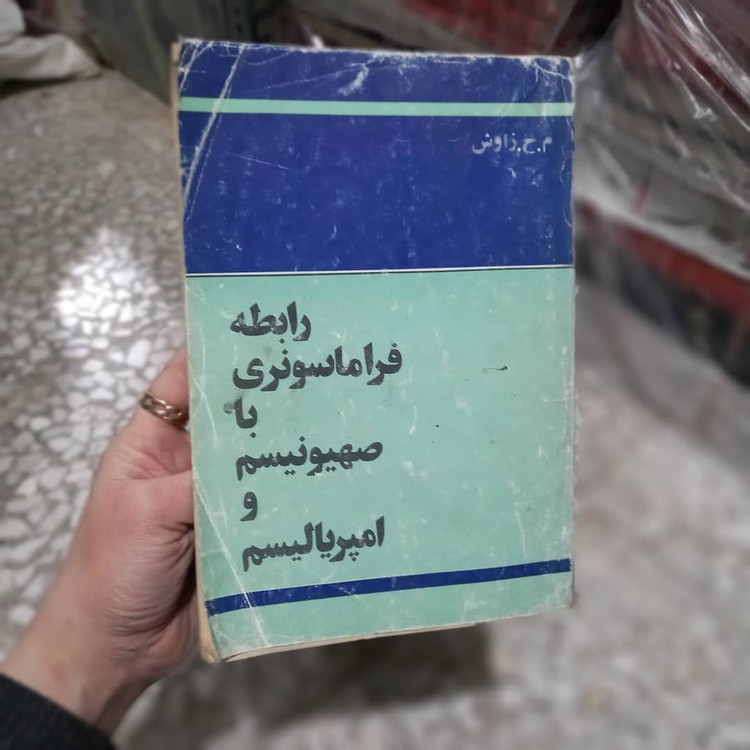 م.ح.زاوش
رابطه
فراماسونری
با
صهیونیسم
و
امپریالیسم